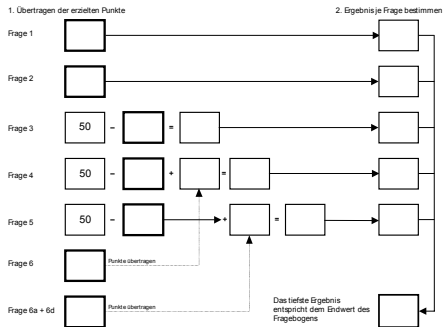 1. Übertragen der erzielten Punkte
2. Ergebnis je Frage bestimmen
Frage 1
Frage 2
Frage 3
50 – =
Frage 4
50 – + =
Frage 5
50 – + =
Frage 6
Punkte übertragen
Frage 6a + 6d
Punkte übertragen
Das tiefste Ergebnis
entspricht dem Endwert des
Fragebogens